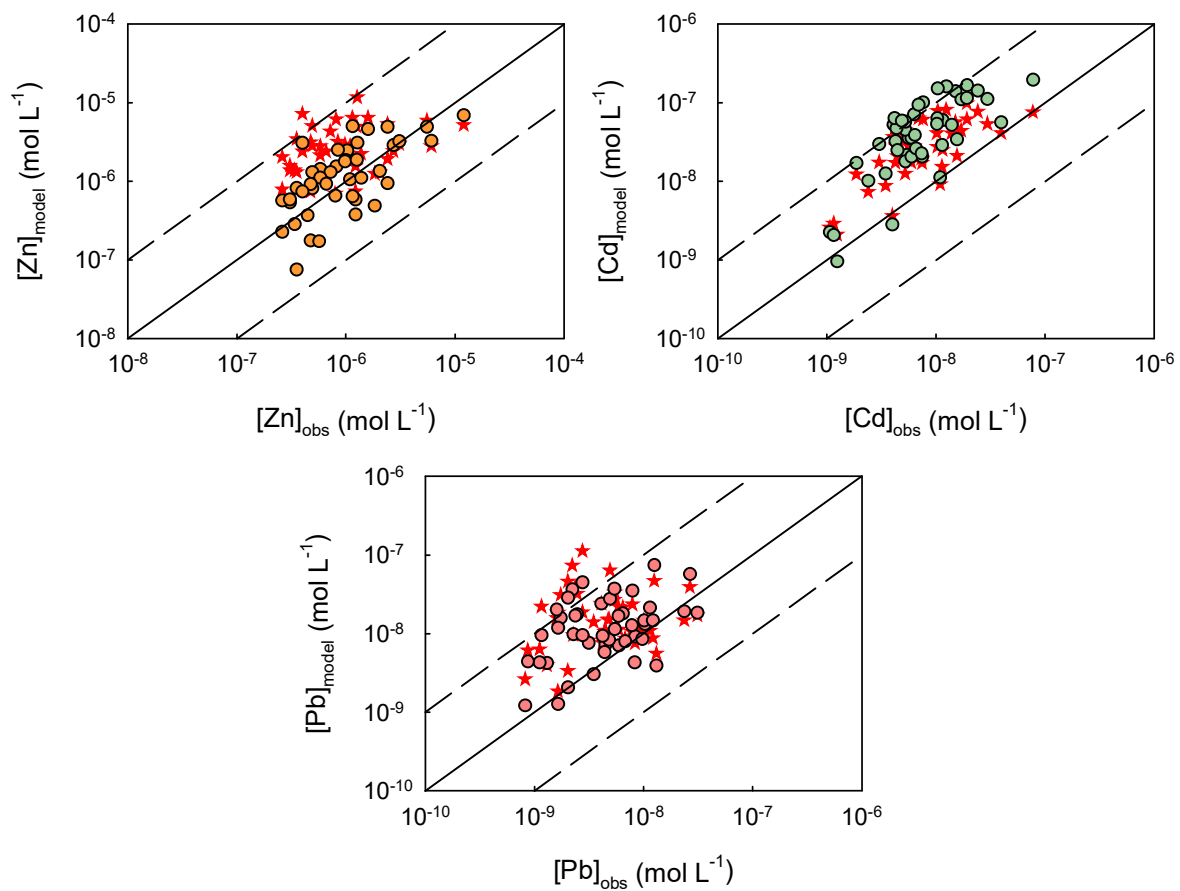 10⁻⁴
10⁻⁵
10⁻⁶
10⁻⁷
10⁻⁸
[Zn]model (mol L⁻¹)
10⁻⁸ 10⁻⁷ 10⁻⁶ 10⁻⁵ 10⁻⁴
[Zn]obs (mol L⁻¹)
10⁻⁶
10⁻⁷
10⁻⁸
10⁻⁹
10⁻¹⁰
[Cd]model (mol L⁻¹)
10⁻¹⁰ 10⁻⁹ 10⁻⁸ 10⁻⁷ 10⁻⁶
[Cd]obs (mol L⁻¹)
10⁻⁶
10⁻⁷
10⁻⁸
10⁻⁹
10⁻¹⁰
[Pb]model (mol L⁻¹)
10⁻¹⁰ 10⁻⁹ 10⁻⁸ 10⁻⁷ 10⁻⁶
[Pb]obs (mol L⁻¹)